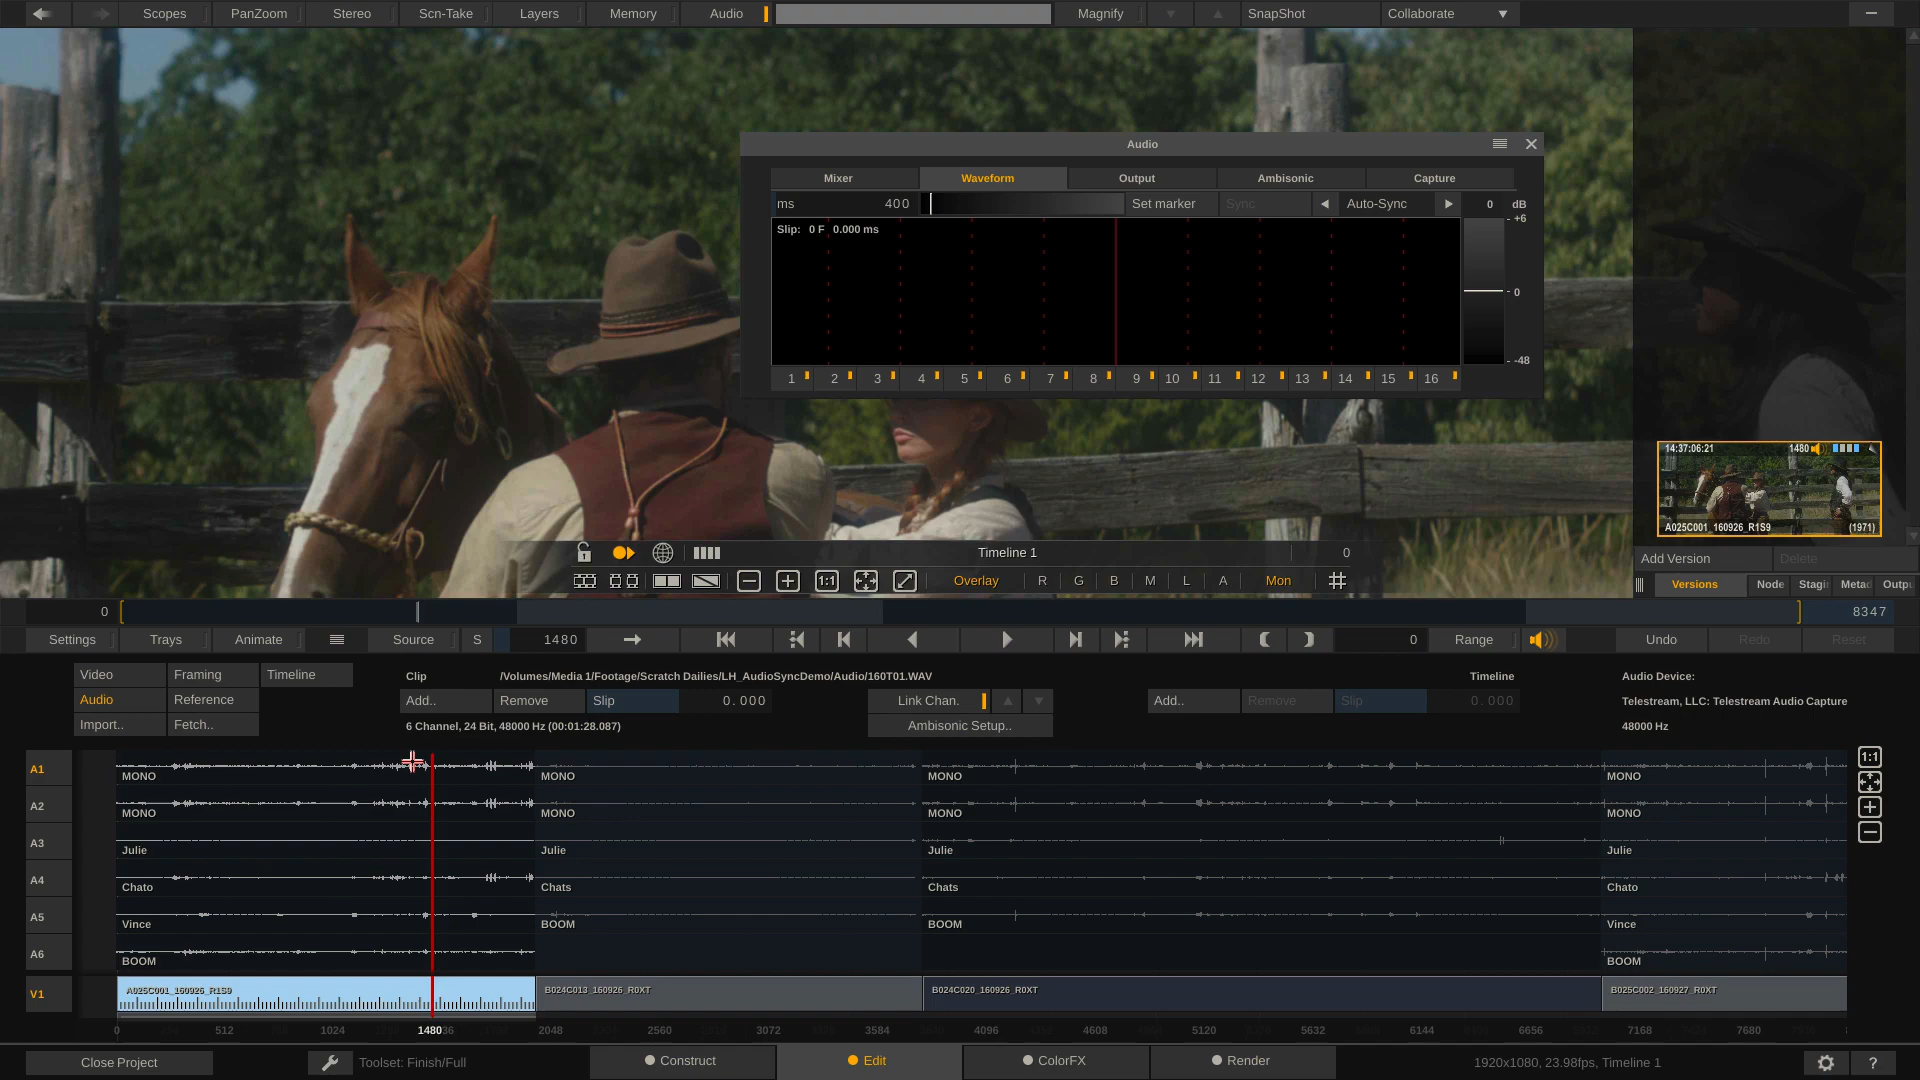 Scopes PanZoom Stereo Scn-Take Layers Memory Audio Magnify SnapShot Collaborate
Audio
Mixer Waveform Output Ambisonic Capture
ms 400 Set marker Sync Auto-Sync 0 dB
+6
Slip: 0 F 0.000 ms
0
-48
1 2 3 4 5 6 7 8 9 10 11 12 13 14 15 16
14:37:06:21 1480
A025C001_160926_R1S9 (1971)
Timeline 1 0
Add Version Delete
1:1 Overlay R G B M L A Mon
Versions Node Stagi Meta Outpu
0 8347
Settings Trays Animate Source S 1480 0 Range Undo Redo Reset
Video Framing Timeline
Clip /Volumes/Media 1/Footage/Scratch Dailies/LH_AudioSyncDemo/Audio/160T01.WAV Timeline Audio Device:
Audio Reference Add.. Remove Slip 0.000 Link Chan. Add.. Remove Slip 0.000 Telestream, LLC: Telestream Audio Capture
Import.. Fetch.. 6 Channel, 24 Bit, 48000 Hz (00:01:28.087) Ambisonic Setup.. 48000 Hz
1:1
A1 MONO MONO MONO MONO
A2 MONO MONO MONO MONO
A3 Julie Julie Julie Julie
A4 Chato Chats Chats Chato
A5 Vince BOOM BOOM Vince
A6 BOOM BOOM
V1 A025C001_160926_R1S9 B024C013_160926_R0XT B024C020_160926_R0XT B025C002_160927_R0XT
0 512 1024 1480 36 2048 2560 3072 3584 4096 4608 5120 5632 6144 6656 7168 7680
Close Project Toolset: Finish/Full Construct Edit ColorFX Render 1920x1080, 23.98fps, Timeline 1 ?